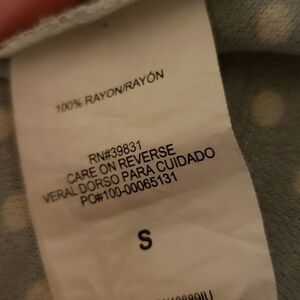 100% RAYON/RAYÓN
RN#39831
CARE ON REVERSE
VERAL DORSO PARA CUIDADO
PO#100-00065131
S